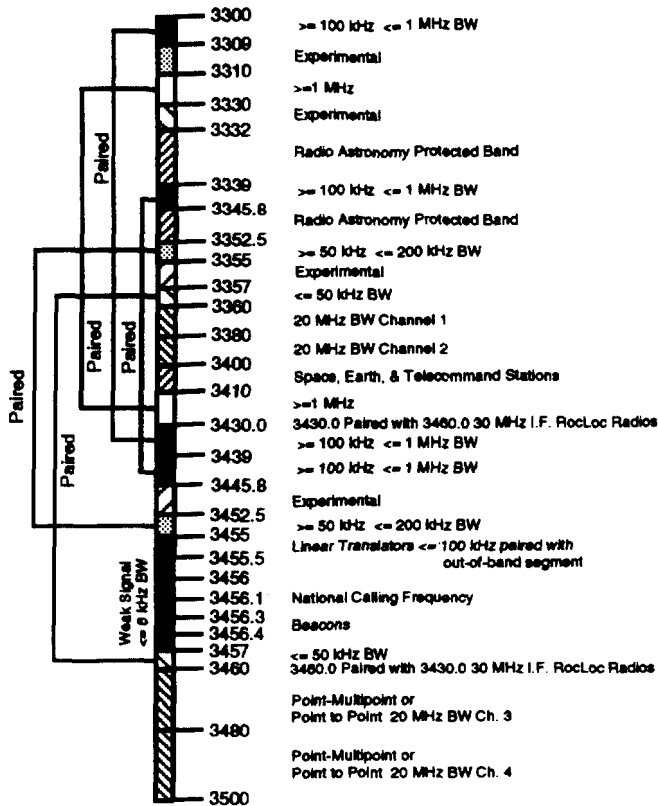 3300
>= 100 kHz <= 1 MHz BW
3309
Experimental
3310
>=1 MHz
3330
Experimental
3332
Radio Astronomy Protected Band
3339
>= 100 kHz <= 1 MHz BW
3345.8
Radio Astronomy Protected Band
3352.5
>= 50 kHz <= 200 kHz BW
3355
Experimental
3357
<= 50 kHz BW
3360
20 MHz BW Channel 1
3380
20 MHz BW Channel 2
3400
Space, Earth, & Telecommand Stations
3410
>=1 MHz
3430.0
3430.0 Paired with 3460.0 30 MHz I.F. RocLoc Radios
>= 100 kHz <= 1 MHz BW
3439
>= 100 kHz <= 1 MHz BW
3445.8
Experimental
3452.5
>= 50 kHz <= 200 kHz BW
3455
Linear Translators <= 100 kHz paired with
out-of-band segment
3455.5
3456
3456.1
National Calling Frequency
3456.3
Beacons
3456.4
3457
<= 50 kHz BW
3460
3460.0 Paired with 3430.0 30 MHz I.F. RocLoc Radios
Point-Multipoint or
Point to Point 20 MHz BW Ch. 3
3480
Point-Multipoint or
Point to Point 20 MHz BW Ch. 4
3500
Paired
Paired
Paired
Paired
Paired
Weak Signal
<= 6 kHz BW